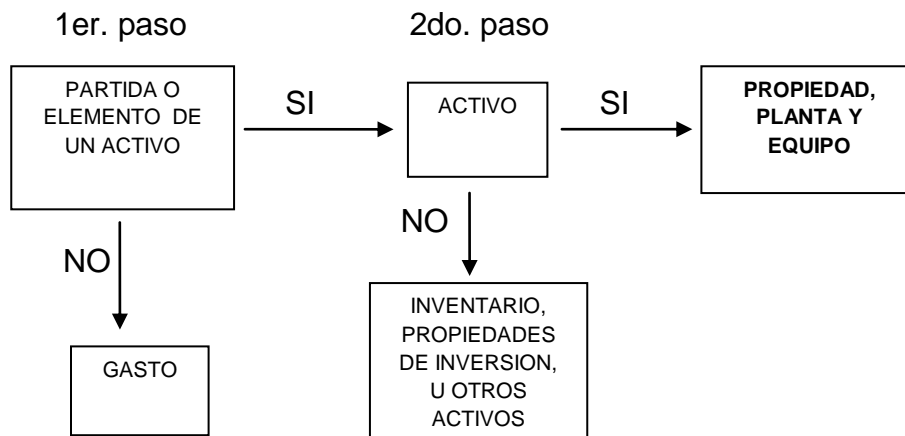 1er. paso
2do. paso
PARTIDA O
ELEMENTO DE
UN ACTIVO
SI
ACTIVO
SI
PROPIEDAD,
PLANTA Y
EQUIPO
NO
NO
GASTO
INVENTARIO,
PROPIEDADES
DE INVERSION,
U OTROS
ACTIVOS